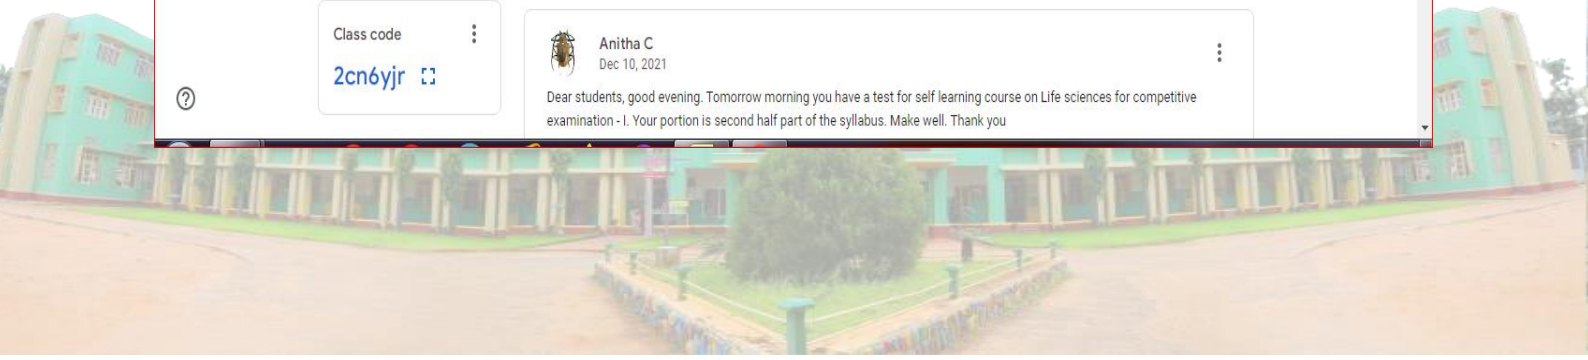 Class code
2cn6yjr
Anitha C
Dec 10, 2021
Dear students, good evening. Tomorrow morning you have a test for self learning course on Life sciences for competitive
examination - I. Your portion is second half part of the syllabus. Make well. Thank you